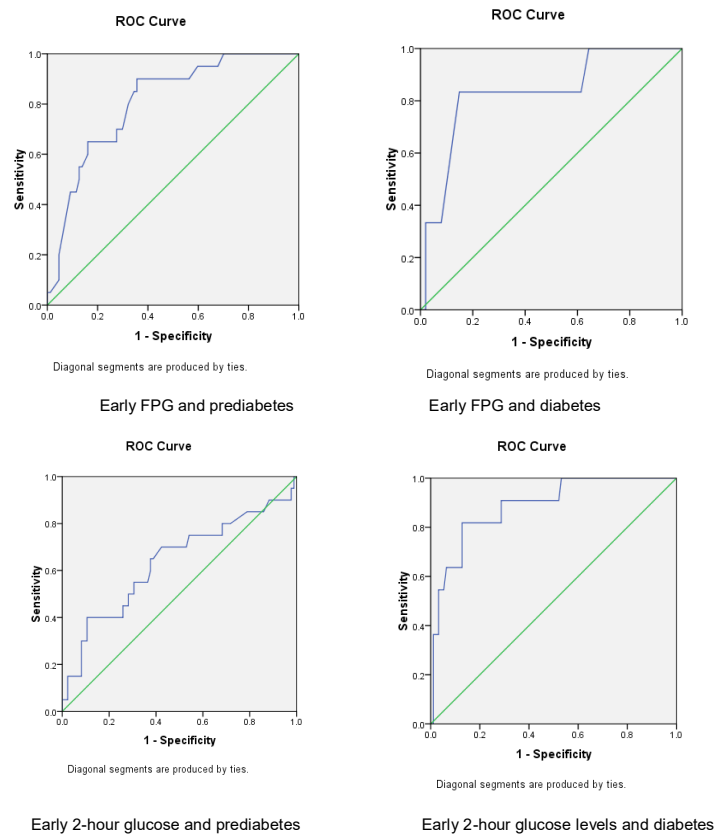 ROC Curve
1.0
0.8
0.6
0.4
0.2
0.0
Sensitivity
0.0 0.2 0.4 0.6 0.8 1.0
1 - Specificity
Diagonal segments are produced by ties.
Early FPG and prediabetes
ROC Curve
1.0
0.8
0.6
0.4
0.2
0.0
Sensitivity
0.0 0.2 0.4 0.6 0.8 1.0
1 - Specificity
Diagonal segments are produced by ties.
Early FPG and diabetes
ROC Curve
1.0
0.8
0.6
0.4
0.2
0.0
Sensitivity
0.0 0.2 0.4 0.6 0.8 1.0
1 - Specificity
Diagonal segments are produced by ties.
Early 2-hour glucose and prediabetes
ROC Curve
1.0
0.8
0.6
0.4
0.2
0.0
Sensitivity
0.0 0.2 0.4 0.6 0.8 1.0
1 - Specificity
Diagonal segments are produced by ties.
Early 2-hour glucose levels and diabetes